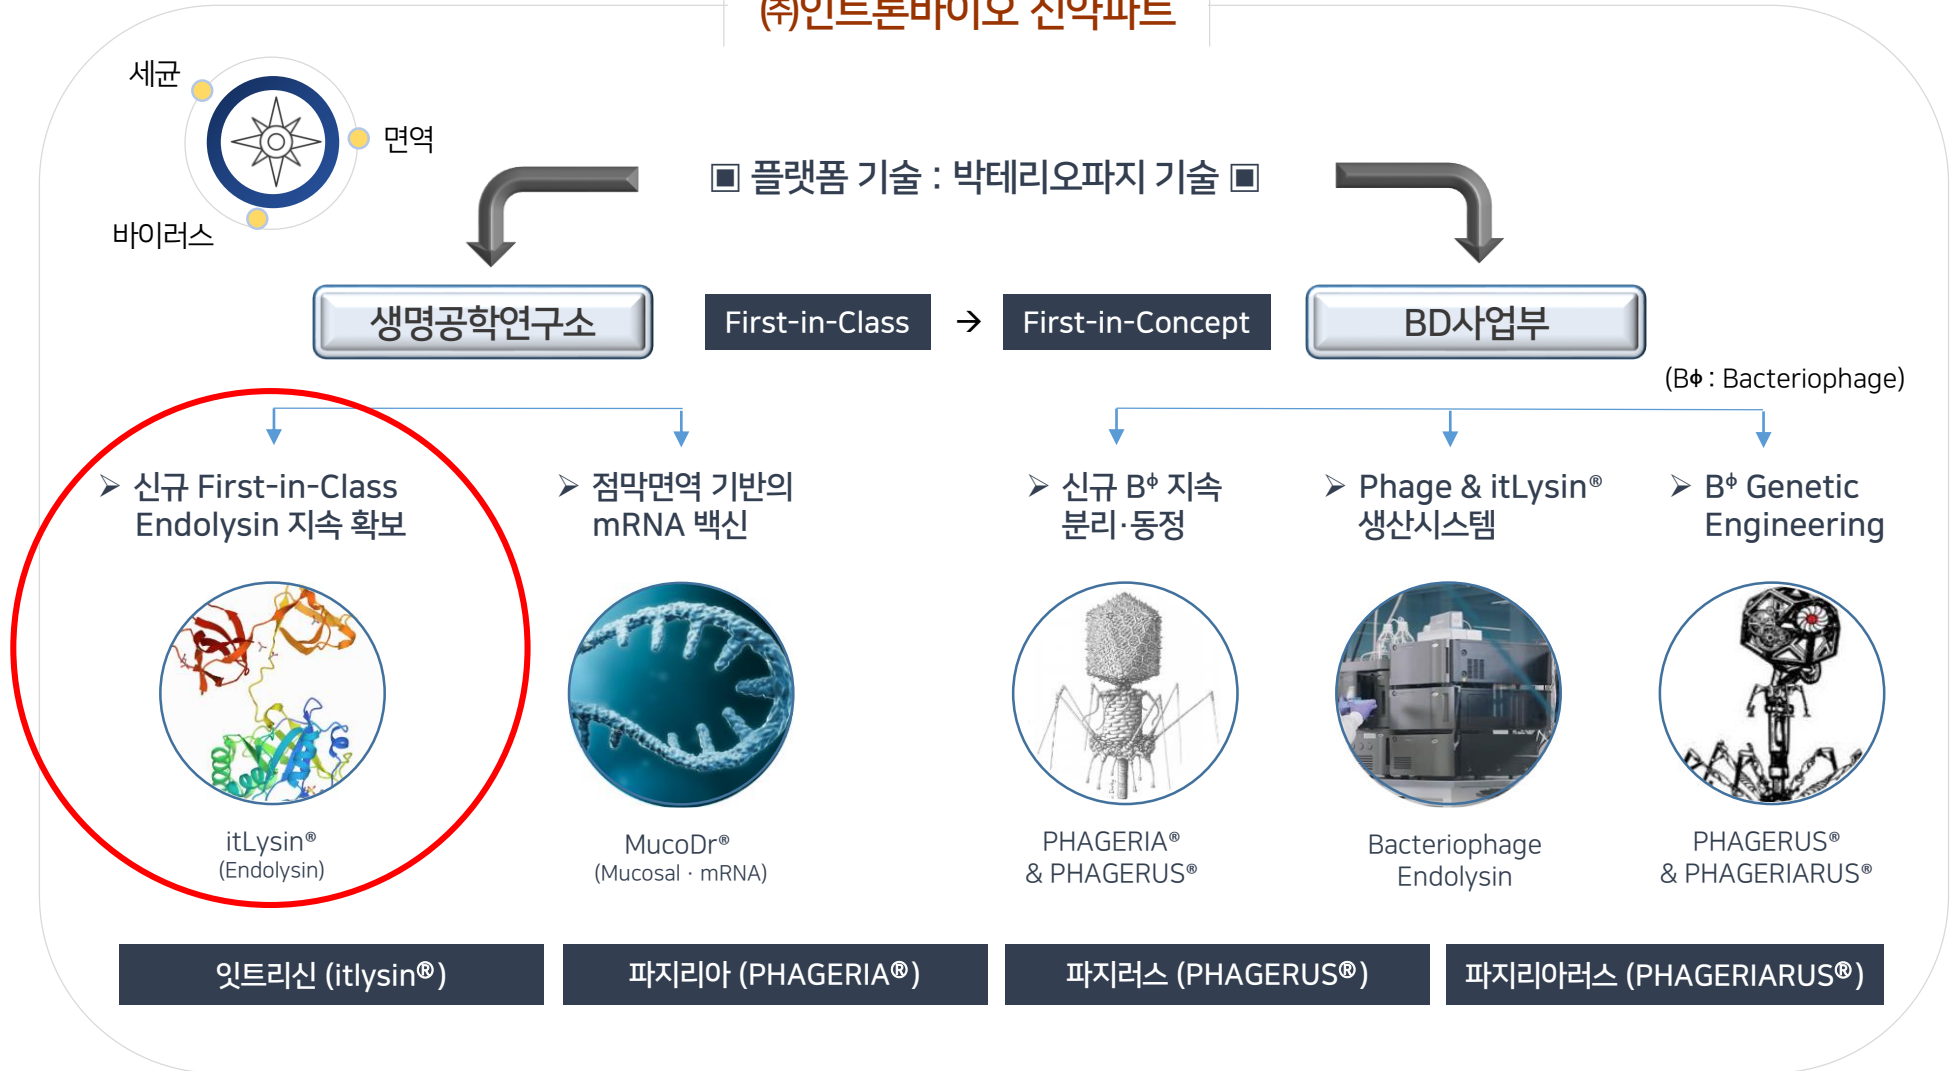 ㈜인트론바이오 신약파트
세균
면역
바이러스
▣ 플랫폼 기술 : 박테리오파지 기술 ▣
생명공학연구소
First-in-Class
→
First-in-Concept
BD사업부
(Bϕ : Bacteriophage)
➢ 신규 First-in-Class
Endolysin 지속 확보
➢ 점막면역 기반의
mRNA 백신
➢ 신규 Bᶲ 지속
분리·동정
➢ Phage & itLysin®
생산시스템
➢ Bᶲ Genetic
Engineering
itLysin®
(Endolysin)
MucoDr®
(Mucosal · mRNA)
PHAGERIA®
& PHAGERUS®
Bacteriophage
Endolysin
PHAGERUS®
& PHAGERIARUS®
잇트리신 (itlysin®)
파지리아 (PHAGERIA®)
파지러스 (PHAGERUS®)
파지리아러스 (PHAGERIARUS®)